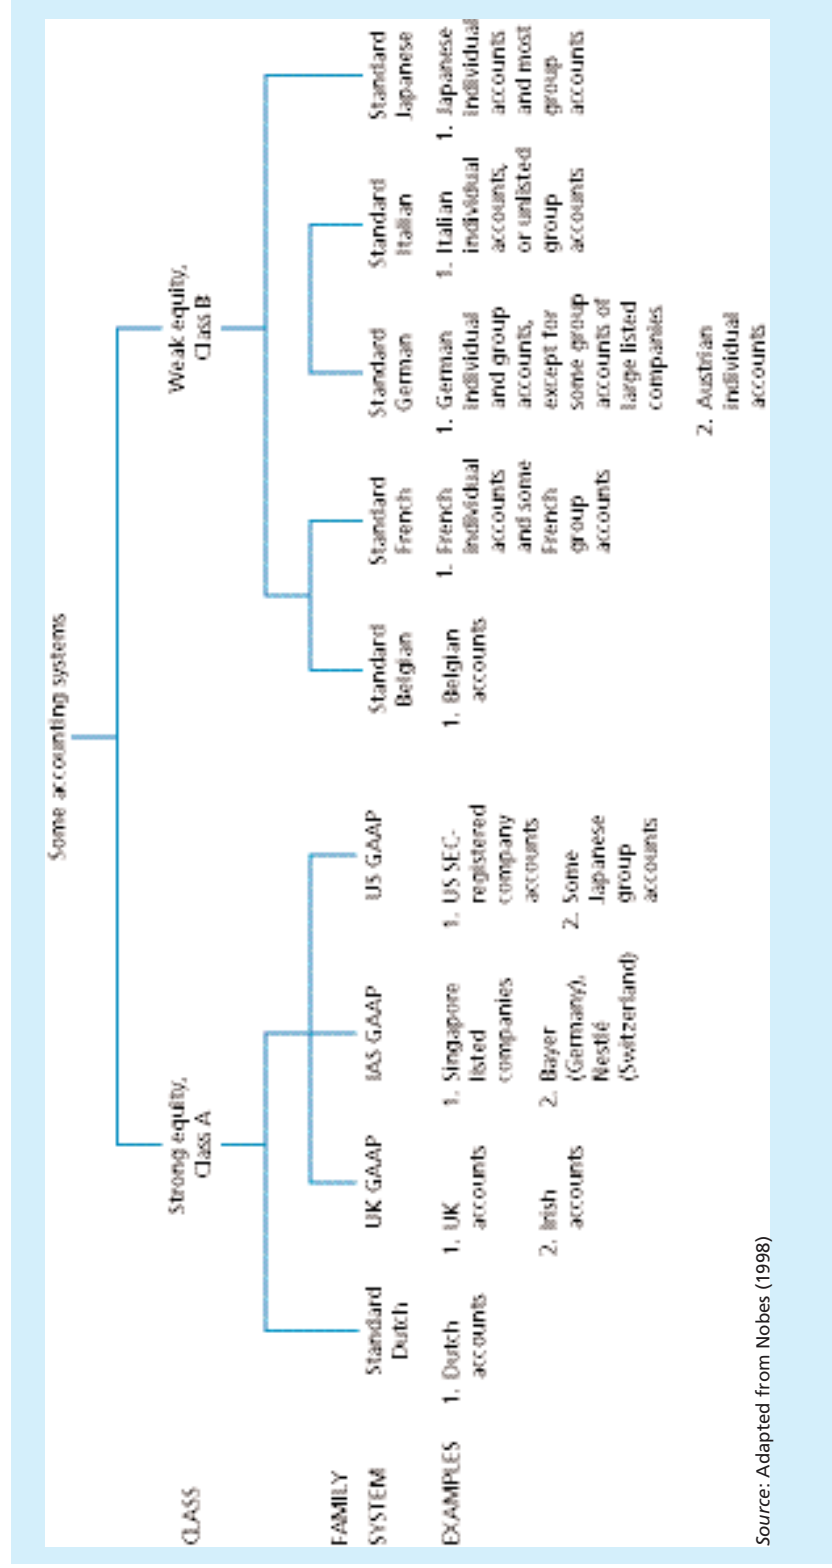 Some accounting systems
CLASS
Strong equity,
Class A
Weak equity,
Class B
FAMILY
SYSTEM
Standard
Dutch
UK GAAP
IAS GAAP
US GAAP
Standard
Belgian
Standard
French
Standard
German
Standard
Italian
Standard
Japanese
EXAMPLES
1. Dutch
accounts
1. UK
accounts
2. Irish
accounts
1. Singapore
listed
companies
2. Bayer
(Germany),
Nestlé
(Switzerland)
1. US SEC-
registered
company
accounts
2. Some
Japanese
group
accounts
1. Belgian
accounts
1. French
individual
accounts
and some
French
group
accounts
1. German
individual
and group
accounts,
except for
some group
accounts of
large listed
companies
2. Austrian
individual
accounts
1. Italian
individual
accounts,
or unlisted
group
accounts
1. Japanese
individual
accounts
and most
group
accounts
Source: Adapted from Nobes (1998)